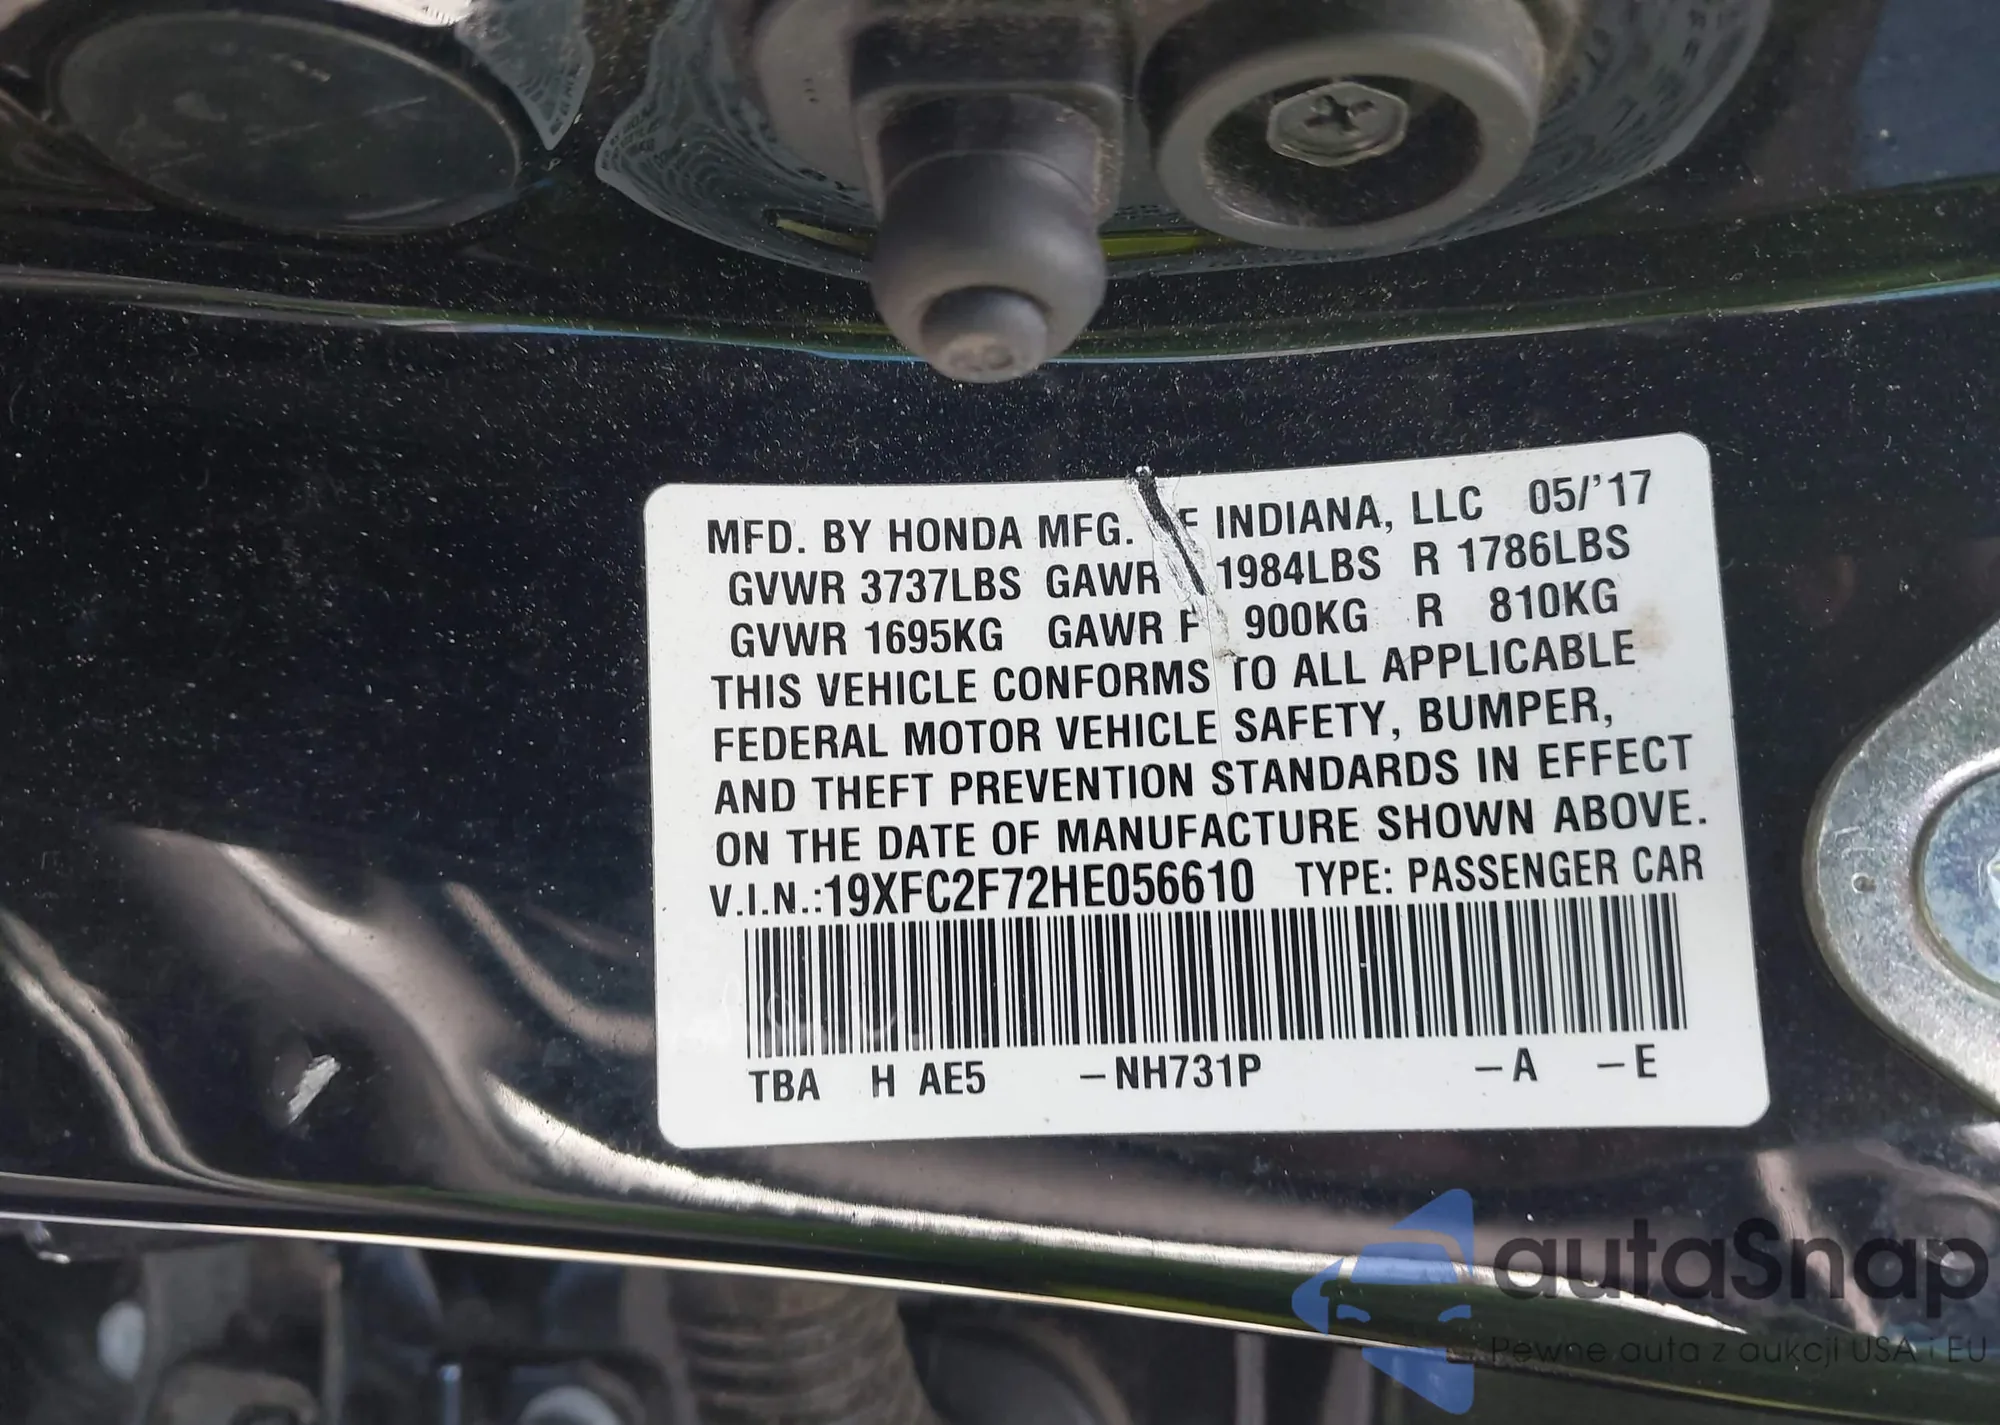 MFD. BY HONDA MFG. INDIANA, LLC 05/'17
GVWR 3737LBS GAWR 1984LBS R 1786LBS
GVWR 1695KG GAWR F 900KG R 810KG
THIS VEHICLE CONFORMS TO ALL APPLICABLE
FEDERAL MOTOR VEHICLE SAFETY, BUMPER,
AND THEFT PREVENTION STANDARDS IN EFFECT
ON THE DATE OF MANUFACTURE SHOWN ABOVE.
V.I.N.:19XFC2F72HE056610 TYPE: PASSENGER CAR
TBA H AE5 –NH731P –A –E
autaSnap
Pewne auta z aukcji USA i EU